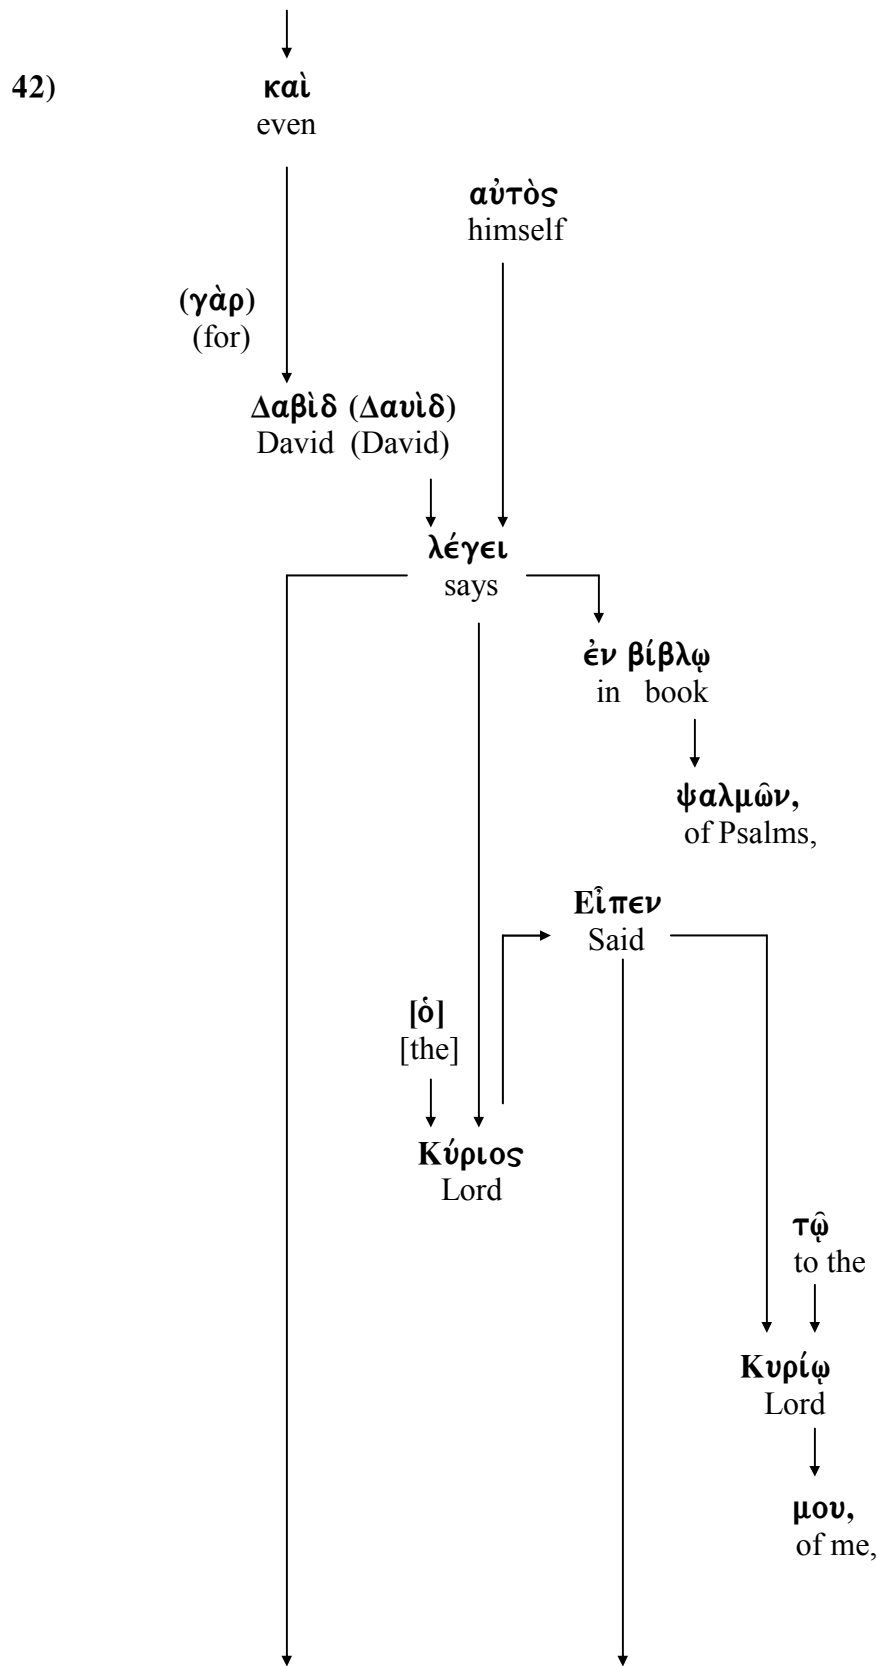 42)
καὶ
even
αὐτὸς
himself
(γὰρ)
(for)
Δαβὶδ (Δαυὶδ)
David (David)
λέγει
says
ἐν βίβλῳ
in book
ψαλμῶν,
of Psalms,
Εἶπεν
Said
[ὁ]
[the]
Κύριος
Lord
τῷ
to the
Κυρίῳ
Lord
μου,
of me,